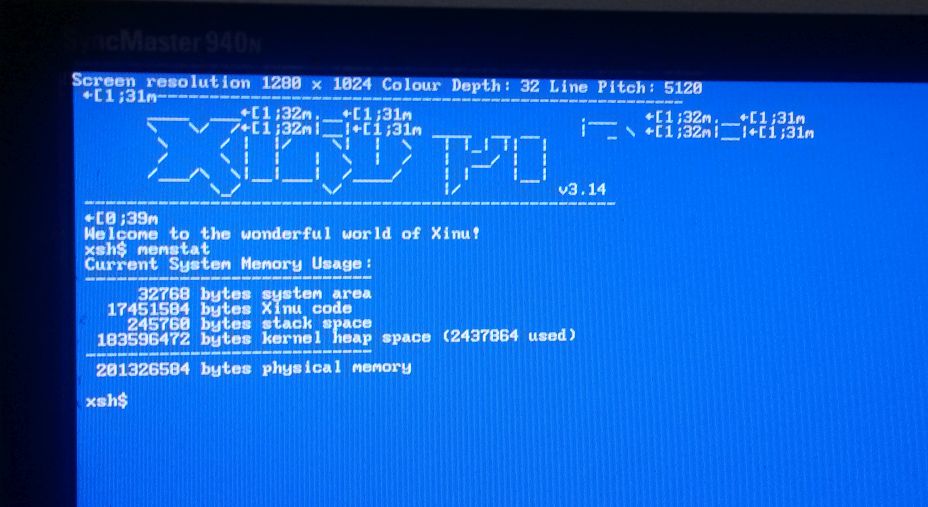 SyncMaster 940N
Screen resolution 1280 x 1024 Colour Depth: 32 Line Pitch: 5120
←[1;31m
←[1;32m.__←[1;31m ←[1;32m.__←[1;31m
←[1;32m|__|←[1;31m ←[1;32m|__|←[1;31m
v3.14
←[0;39m
Welcome to the wonderful world of Xinu!
xsh$ memstat
Current System Memory Usage:
------------------------------
32768 bytes system area
17451584 bytes Xinu code
245760 bytes stack space
183596472 bytes kernel heap space (2437864 used)
------------------------------
201326584 bytes physical memory
xsh$